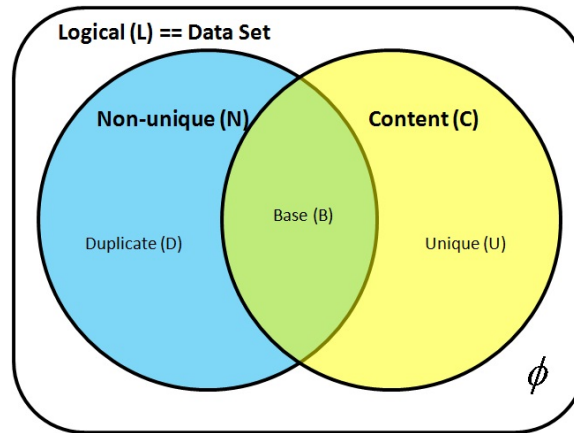 Logical (L) == Data Set
Non-unique (N)
Content (C)
Base (B)
Duplicate (D)
Unique (U)
ϕ